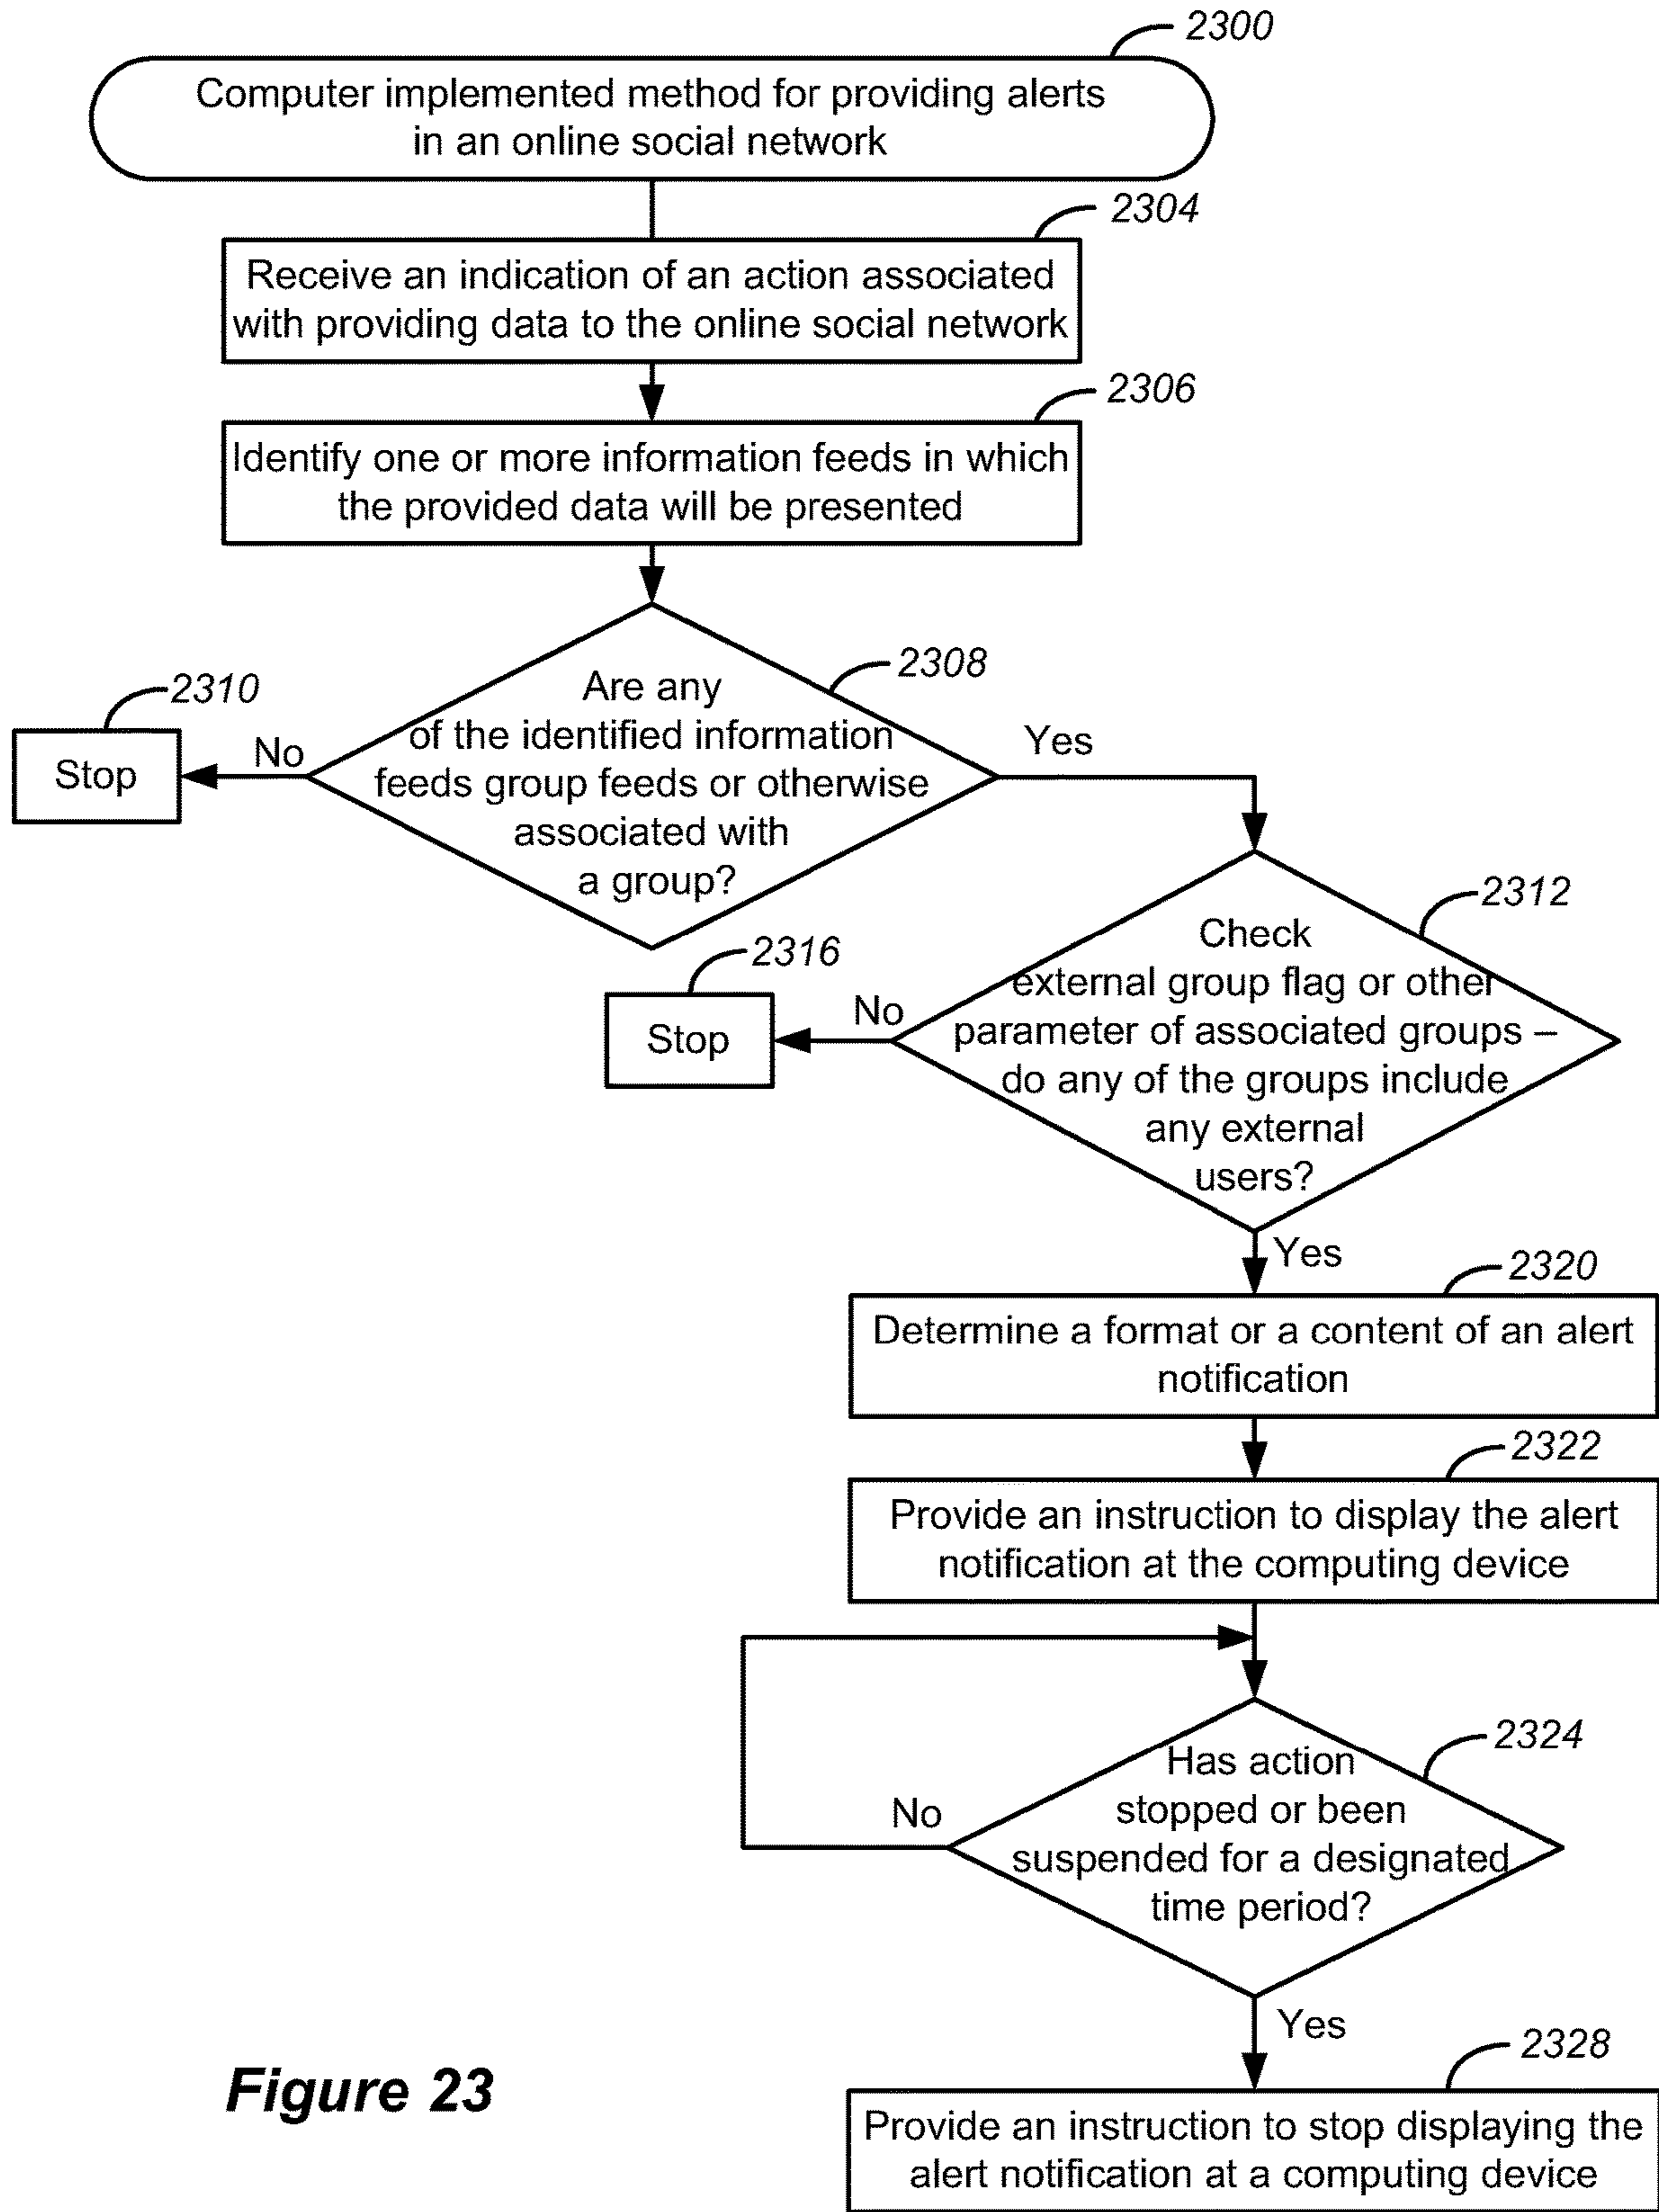 2300
Computer implemented method for providing alerts
in an online social network
2304
Receive an indication of an action associated
with providing data to the online social network
2306
Identify one or more information feeds in which
the provided data will be presented
2308
Are any
of the identified information
feeds group feeds or otherwise
associated with
a group?
2310
No
Stop
Yes
2312
Check
external group flag or other
parameter of associated groups –
do any of the groups include
any external
users?
2316
No
Stop
Yes
2320
Determine a format or a content of an alert
notification
2322
Provide an instruction to display the alert
notification at the computing device
2324
Has action
stopped or been
suspended for a designated
time period?
No
Yes
2328
Provide an instruction to stop displaying the
alert notification at a computing device
Figure 23